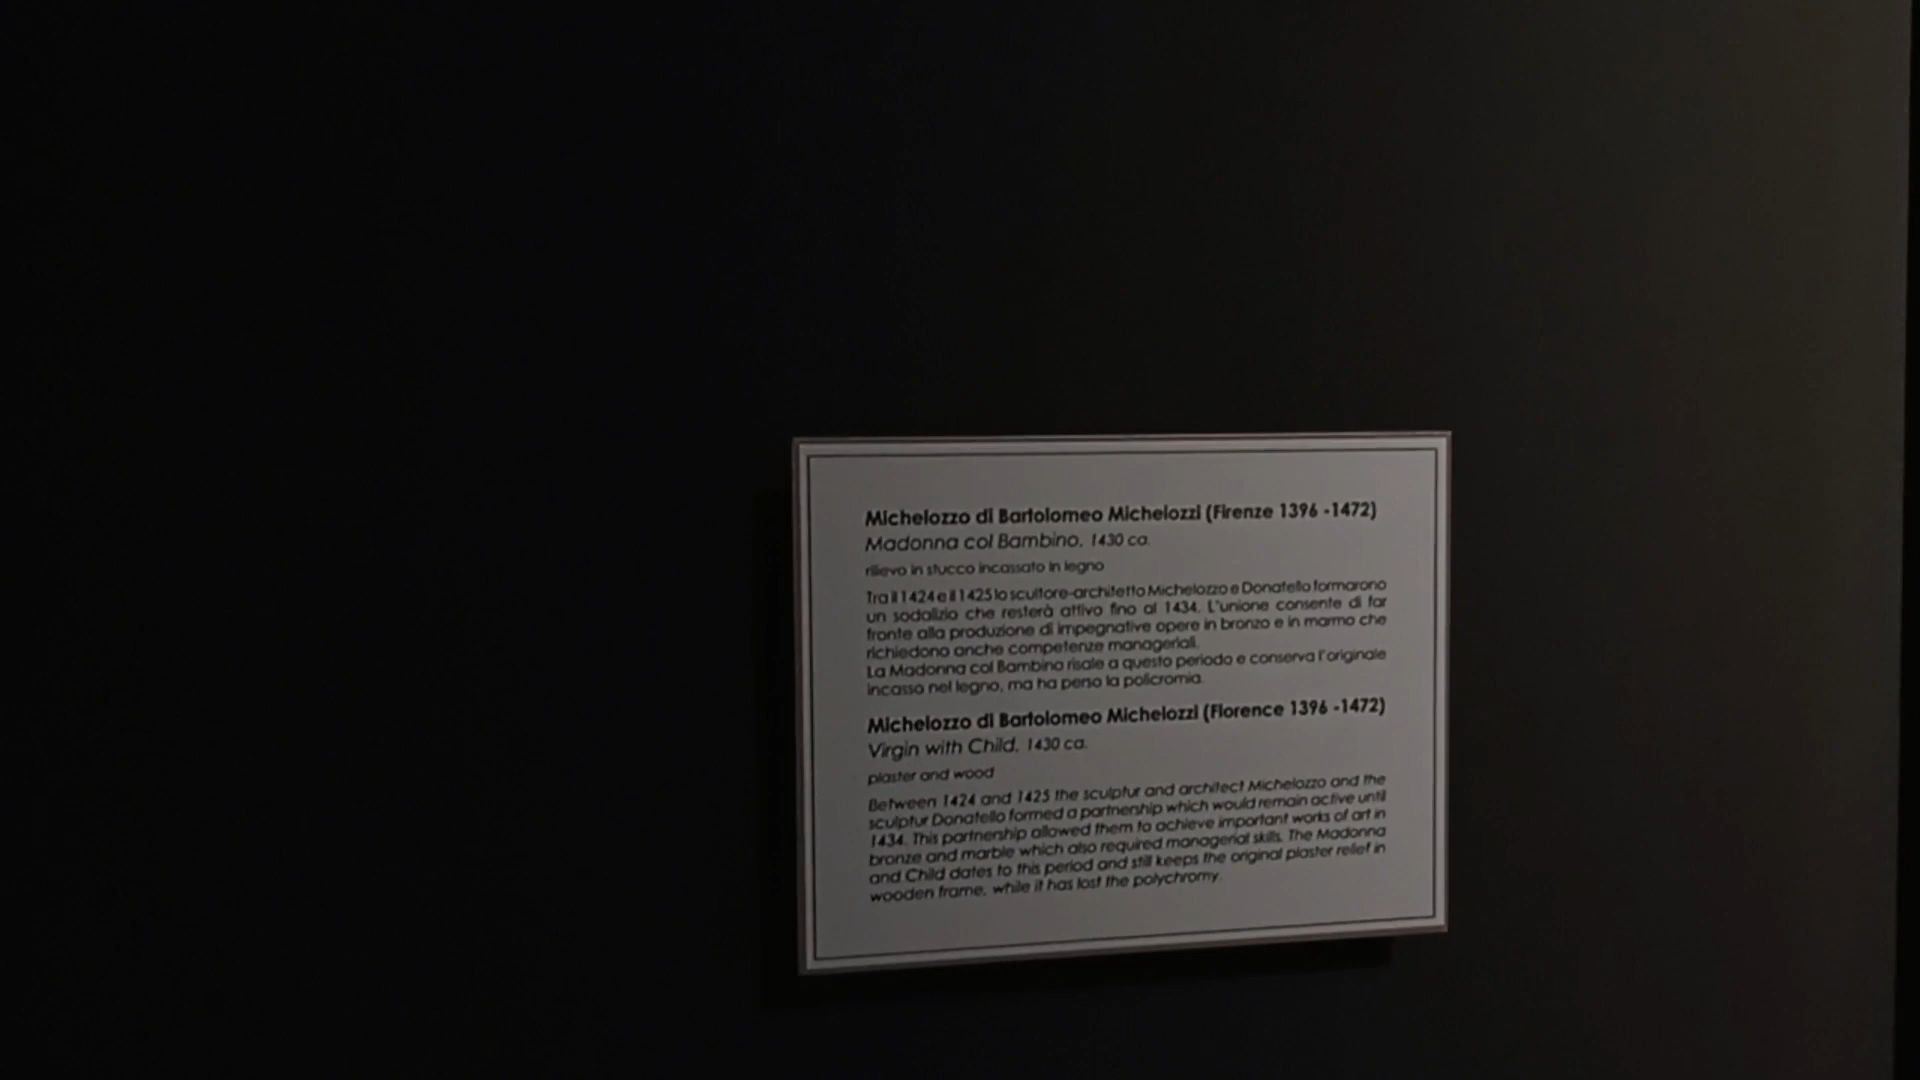 Michelozzo di Bartolomeo Michelozzi (Firenze 1396 -1472)
Madonna col Bambino, 1430 ca.
rilievo in stucco incassato in legno
Tra il 1424 e il 1425 lo scultore-architetto Michelozzo e Donatello formarono
un sodalizio che resterà attivo fino al 1434. L'unione consente di far
fronte alla produzione di impegnative opere in bronzo e in marmo che
richiedono anche competenze manageriali.
La Madonna col Bambino risale a questo periodo e conserva l'originale
incasso nel legno, ma ha perso la policromia.
Michelozzo di Bartolomeo Michelozzi (Florence 1396 -1472)
Virgin with Child, 1430 ca.
plaster and wood
Between 1424 and 1425 the sculptur and architect Michelozzo and the
sculptur Donatello formed a partnership which would remain active until
1434. This partnership allowed them to achieve important works of art in
bronze and marble which also required managerial skills. The Madonna
and Child dates to this period and still keeps the original plaster relief in
wooden frame, while it has lost the polychromy.